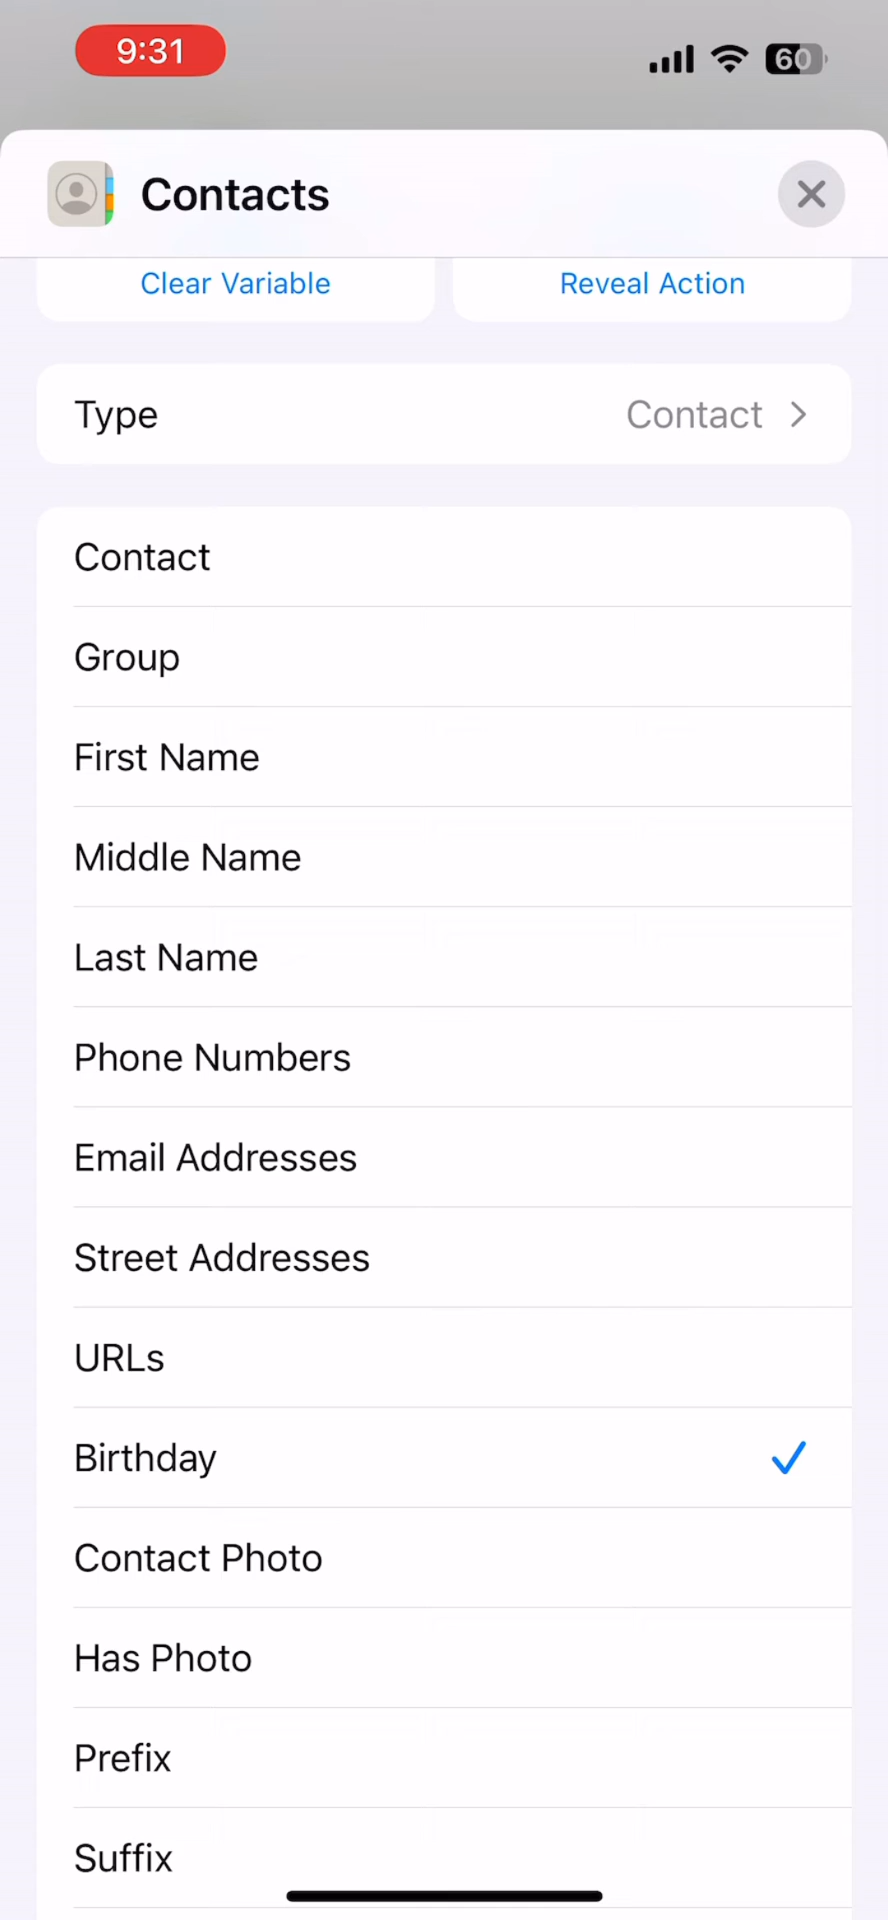 9:31
60
Contacts
Clear Variable
Reveal Action
Type
Contact
Contact
Group
First Name
Middle Name
Last Name
Phone Numbers
Email Addresses
Street Addresses
URLs
Birthday
Contact Photo
Has Photo
Prefix
Suffix